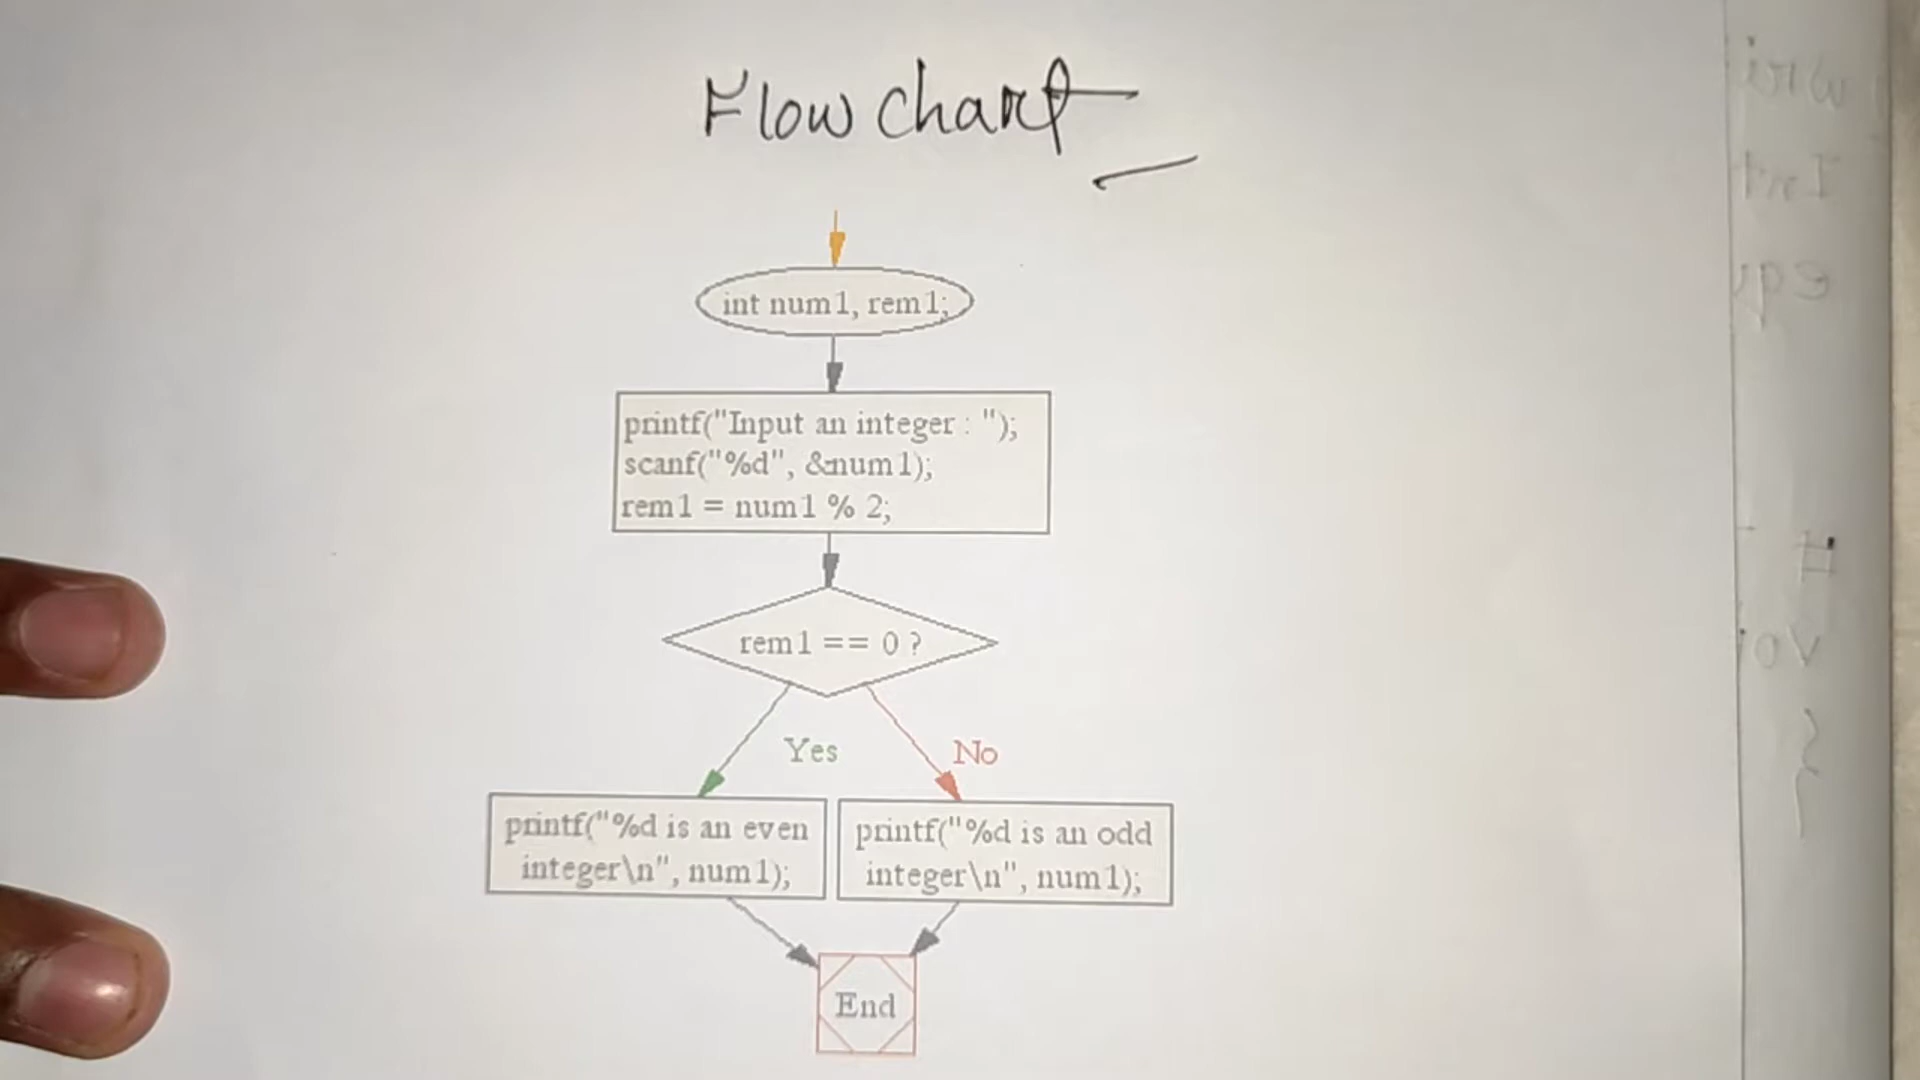 Flow chart
int num1, rem1;
printf("Input an integer : ");
scanf("%d", &num1);
rem1 = num1 % 2;
rem1 == 0 ?
Yes
No
printf("%d is an even
integer\n", num1);
printf("%d is an odd
integer\n", num1);
End